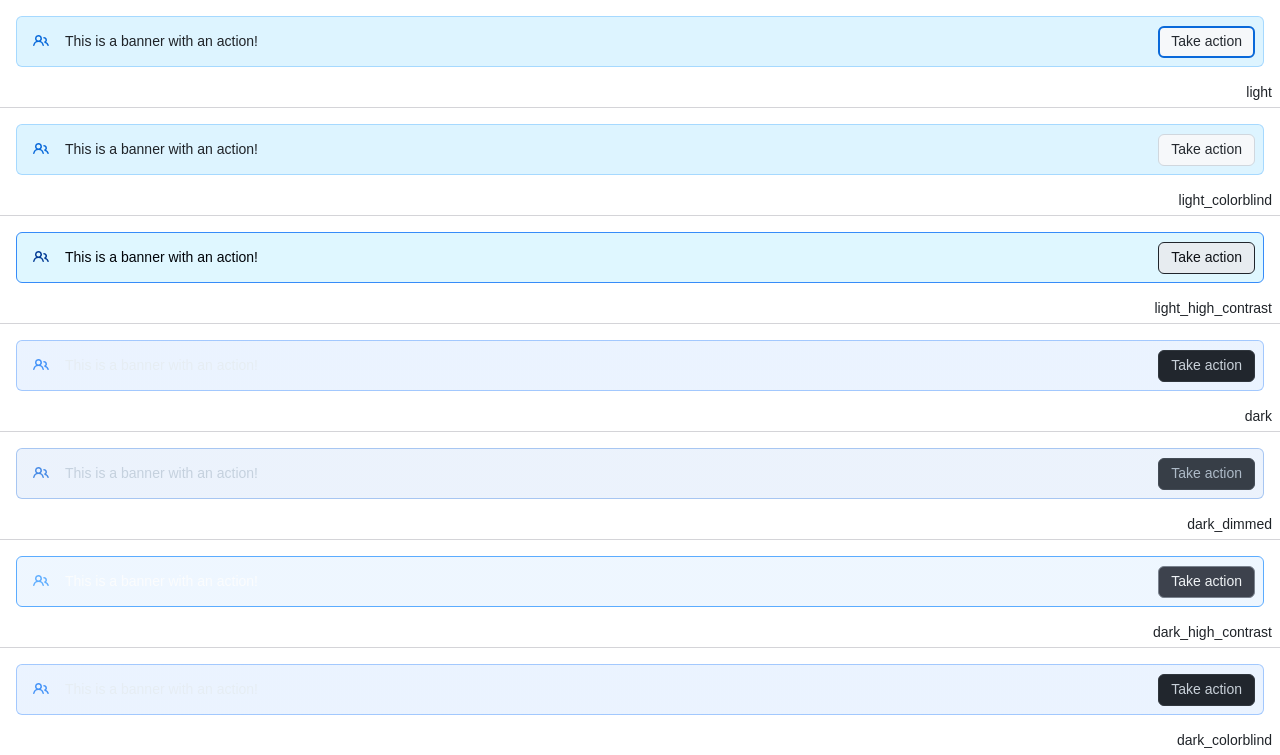 This is a banner with an action! Take action
light
This is a banner with an action! Take action
light_colorblind
This is a banner with an action! Take action
light_high_contrast
This is a banner with an action! Take action
dark
This is a banner with an action! Take action
dark_dimmed
This is a banner with an action! Take action
dark_high_contrast
This is a banner with an action! Take action
dark_colorblind